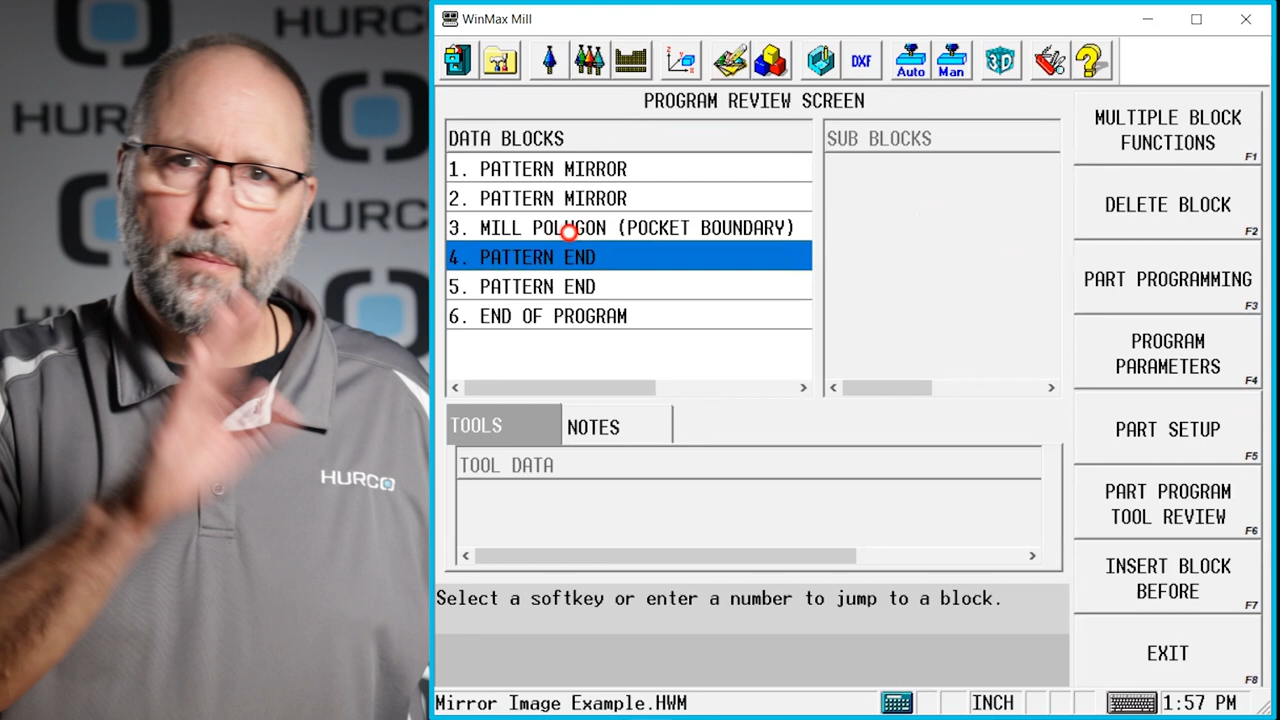 HURCO
HURCO
HURCO
HURCO
WinMax Mill
DXF
Auto
Man
3D
PROGRAM REVIEW SCREEN
DATA BLOCKS
1. PATTERN MIRROR
2. PATTERN MIRROR
3. MILL POLYGON (POCKET BOUNDARY)
4. PATTERN END
5. PATTERN END
6. END OF PROGRAM
SUB BLOCKS
TOOLS
NOTES
TOOL DATA
Select a softkey or enter a number to jump to a block.
MULTIPLE BLOCK
FUNCTIONS
F1
DELETE BLOCK
F2
PART PROGRAMMING
F3
PROGRAM
PARAMETERS
F4
PART SETUP
F5
PART PROGRAM
TOOL REVIEW
F6
INSERT BLOCK
BEFORE
F7
EXIT
F8
Mirror Image Example.HWM
INCH
1:57 PM